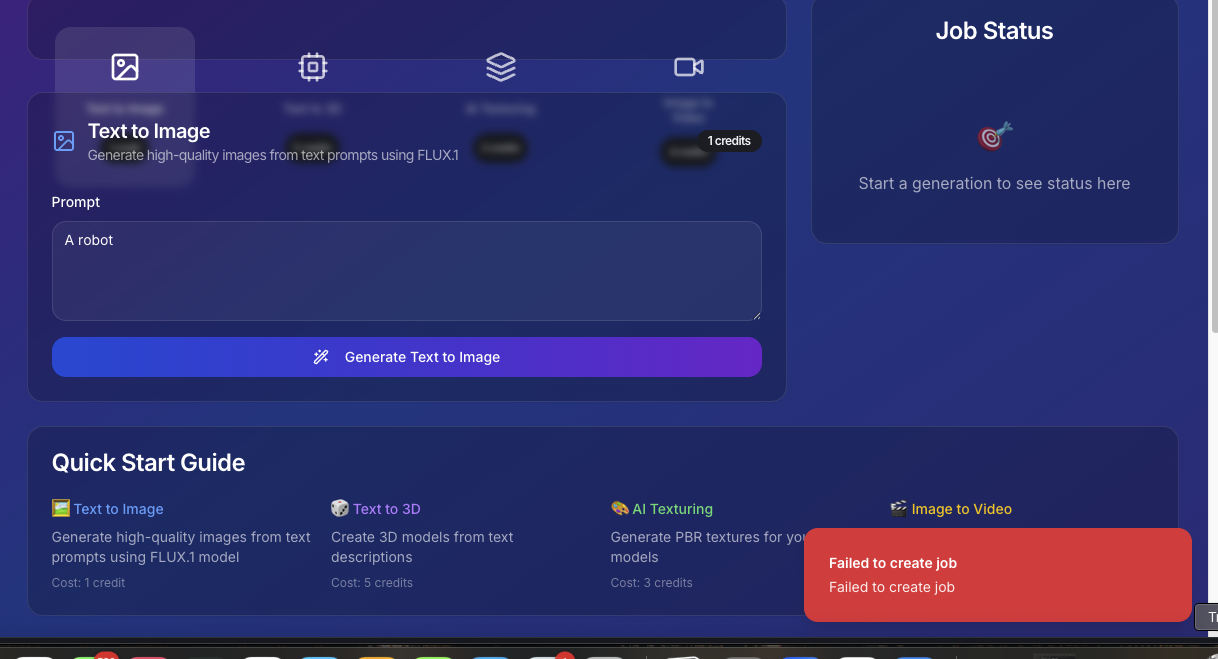 Job Status
Text to Image
Generate high-quality images from text prompts using FLUX.1
1 credits
Start a generation to see status here
Prompt
A robot
Generate Text to Image
Quick Start Guide
Text to Image
Generate high-quality images from text
prompts using FLUX.1 model
Cost: 1 credit
Text to 3D
Create 3D models from text
descriptions
Cost: 5 credits
AI Texturing
Generate PBR textures for
models
Cost: 3 credits
Image to Video
Failed to create job
Failed to create job